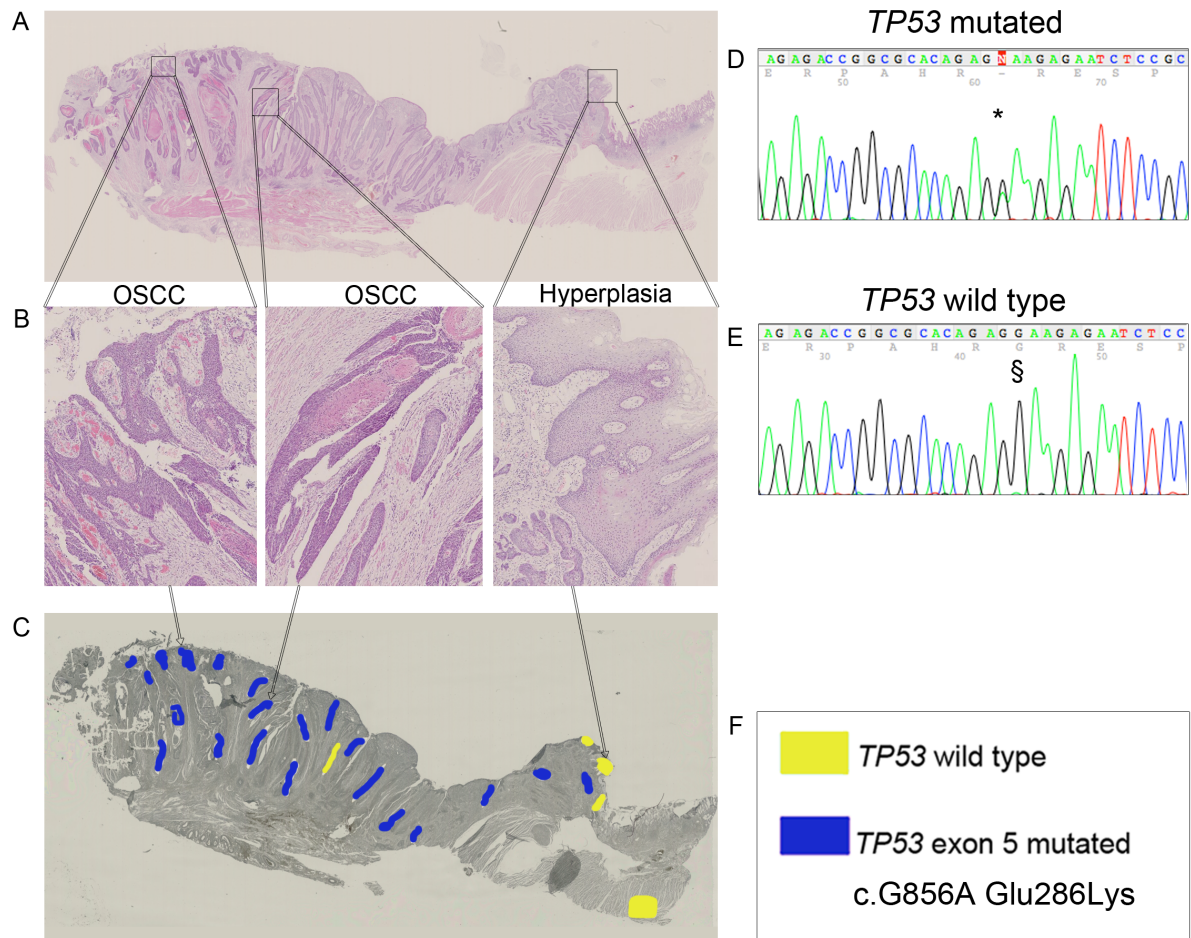 A
OSCC
OSCC
Hyperplasia
B
C
TP53 mutated
D
AGAGACCGGCGCACAGAGNAAGAGAATCTCCGC
E R P A H R - R E S P
50 60 70
*
TP53 wild type
E
AGAGACCGGCGCACAGAGGAAGAGAATCTCC
E R P A H R G R E S P
30 40 50
§
F
TP53 wild type
TP53 exon 5 mutated
c.G856A Glu286Lys